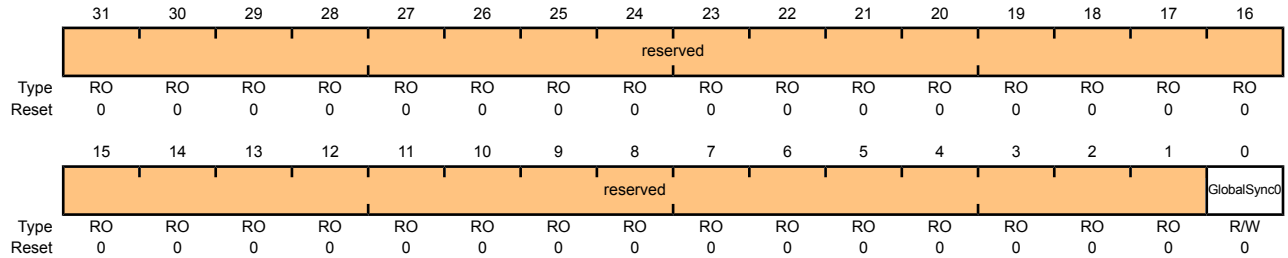 31 30 29 28 27 26 25 24 23 22 21 20 19 18 17 16
reserved
Type RO RO RO RO RO RO RO RO RO RO RO RO RO RO RO RO
Reset 0 0 0 0 0 0 0 0 0 0 0 0 0 0 0 0
15 14 13 12 11 10 9 8 7 6 5 4 3 2 1 0
reserved GlobalSync0
Type RO RO RO RO RO RO RO RO RO RO RO RO RO RO RO R/W
Reset 0 0 0 0 0 0 0 0 0 0 0 0 0 0 0 0